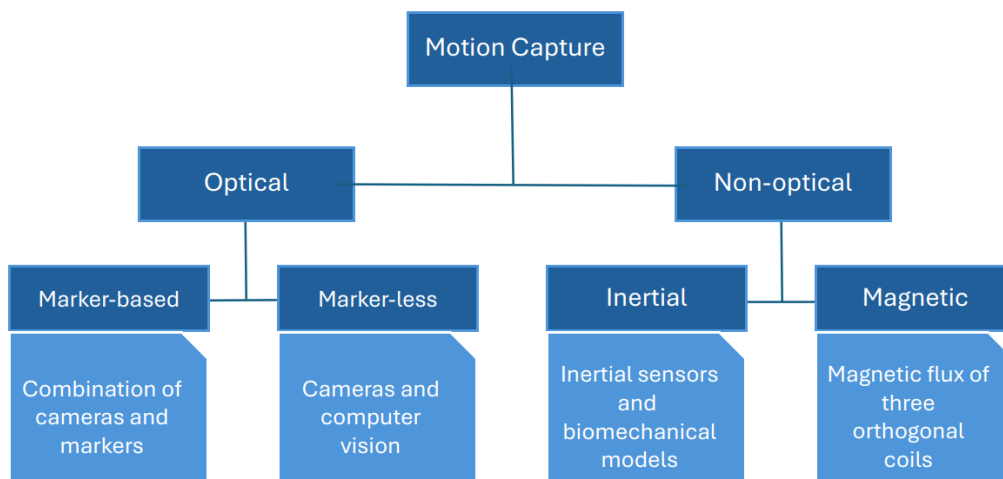 Motion Capture
Optical
Non-optical
Marker-based
Marker-less
Inertial
Magnetic
Combination of
cameras and
markers
Cameras and
computer
vision
Inertial sensors
and
biomechanical
models
Magnetic flux of
three
orthogonal
coils